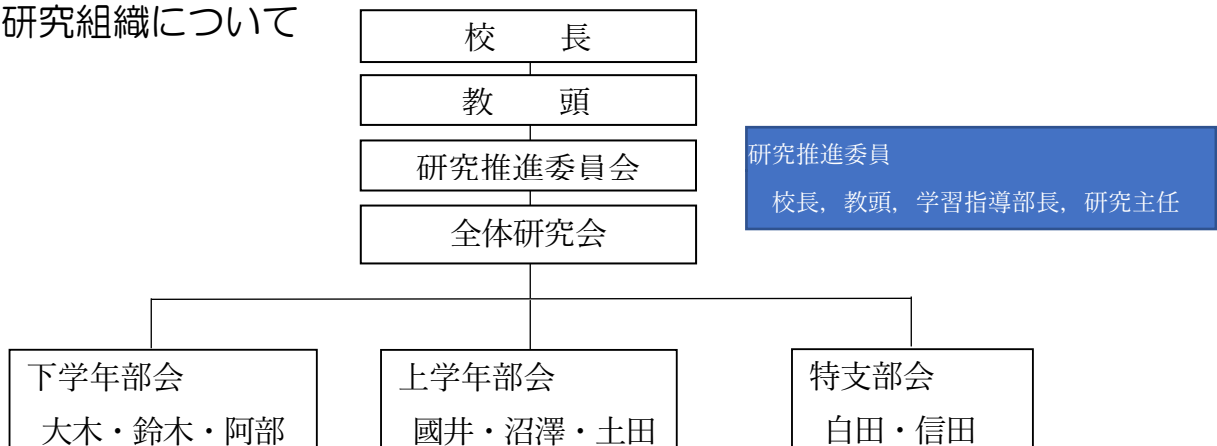 研究組織について
校　　長
教　　頭
研究推進委員会
全体研究会
研究推進委員
校長，教頭，学習指導部長，研究主任
下学年部会
大木・鈴木・阿部
上学年部会
國井・沼澤・土田
特支部会
白田・信田